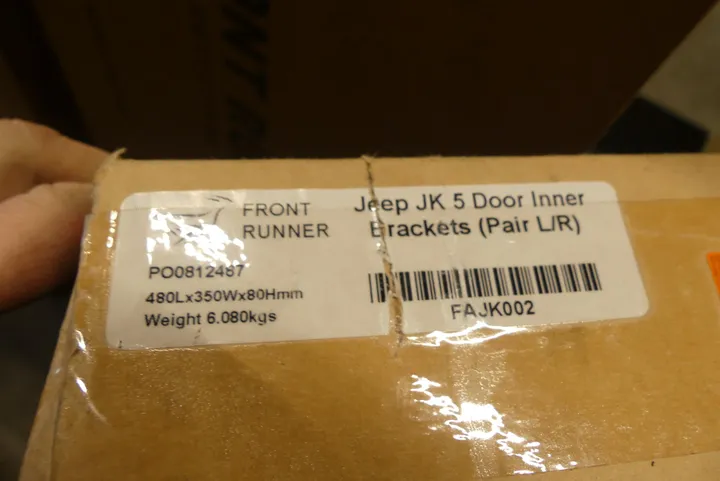 FRONT
RUNNER
Jeep JK 5 Door Inner
Brackets (Pair L/R)
PO0812487
480Lx350Wx80Hmm
Weight 6.080kgs
FAJK002